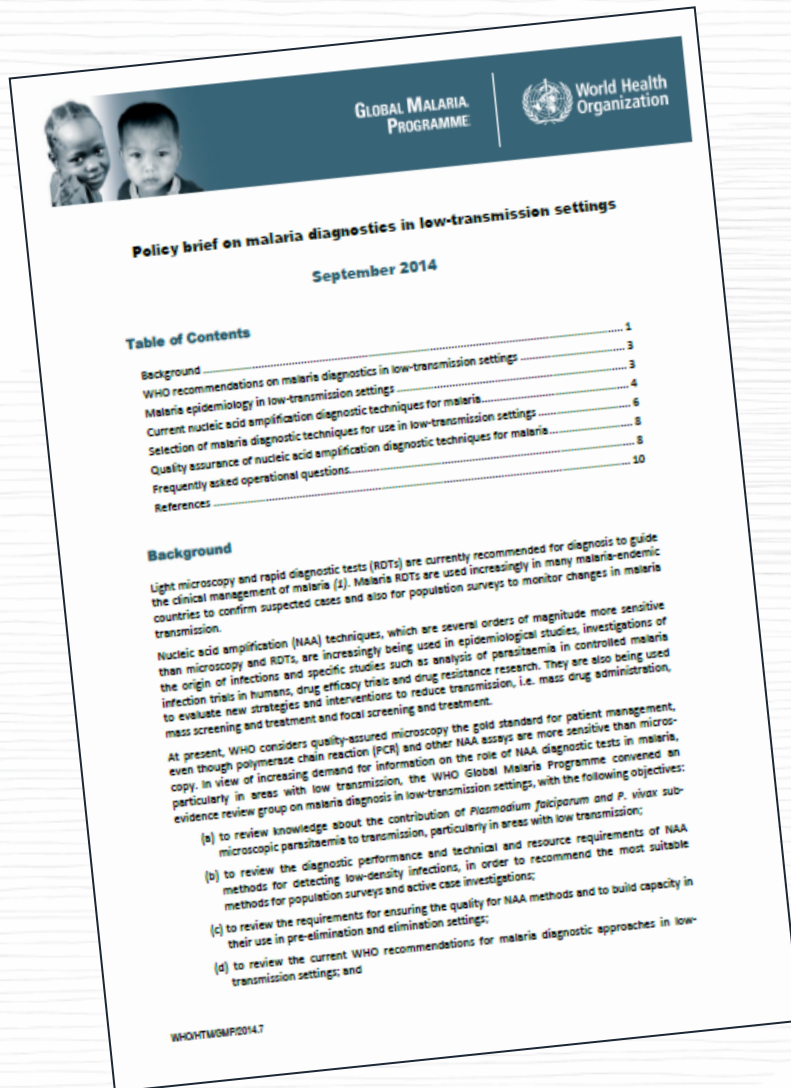 GLOBAL MALARIA
PROGRAMME
World Health
Organization
Policy brief on malaria diagnostics in low-transmission settings
September 2014
Table of Contents
Background ................................................ 1
WHO recommendations on malaria diagnostics in low-transmission settings ................ 3
Malaria epidemiology in low-transmission settings ................ 3
Current nucleic acid amplification diagnostic techniques for malaria................ 4
Selection of malaria diagnostic techniques for use in low-transmission settings ................ 6
Quality assurance of nucleic acid amplification diagnostic techniques for malaria................ 8
Frequently asked operational questions................ 8
References ................ 10
Background
Light microscopy and rapid diagnostic tests (RDTs) are currently recommended for diagnosis to guide
the clinical management of malaria (1). Malaria RDTs are used increasingly in many malaria-endemic
countries to confirm suspected cases and also for population surveys to monitor changes in malaria
transmission.
Nucleic acid amplification (NAA) techniques, which are several orders of magnitude more sensitive
than microscopy and RDTs, are increasingly being used in epidemiological studies, investigations of
the origin of infections and specific studies such as analysis of parasitaemia in controlled malaria
infection trials in humans, drug efficacy trials and drug resistance research. They are also being used
to evaluate new strategies and interventions to reduce transmission, i.e. mass drug administration,
mass screening and treatment and focal screening and treatment.
At present, WHO considers quality-assured microscopy the gold standard for patient management,
even though polymerase chain reaction (PCR) and other NAA assays are more sensitive than micros-
copy. In view of increasing demand for information on the role of NAA diagnostic tests in malaria,
particularly in areas with low transmission, the WHO Global Malaria Programme convened an
evidence review group on malaria diagnosis in low-transmission settings, with the following objectives:
(a) to review knowledge about the contribution of Plasmodium falciparum and P. vivax sub-
microscopic parasitaemia to transmission, particularly in areas with low transmission;
(b) to review the diagnostic performance and technical and resource requirements of NAA
methods for detecting low-density infections, in order to recommend the most suitable
methods for population surveys and active case investigations;
(c) to review the requirements for ensuring the quality for NAA methods and to build capacity in
their use in pre-elimination and elimination settings;
(d) to review the current WHO recommendations for malaria diagnostic approaches in low-
transmission settings; and
WHO/HTM/GMP/2014.7